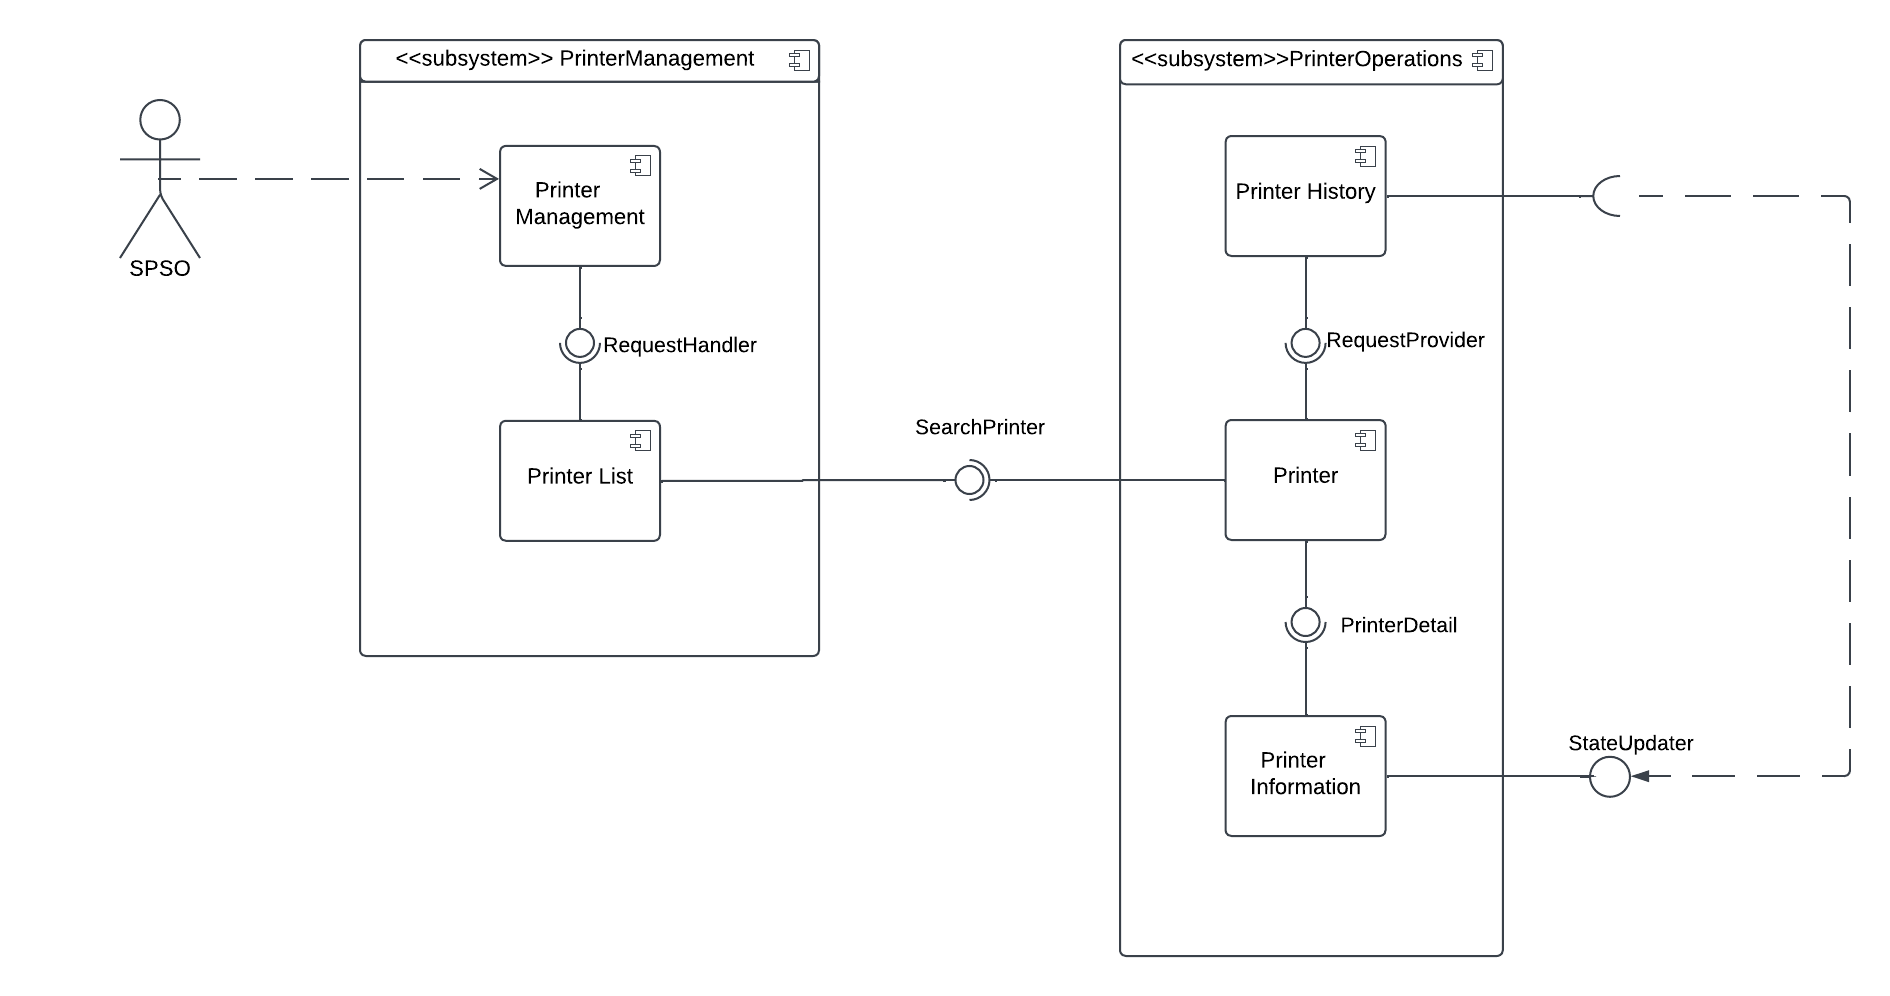 <<subsystem>> PrinterManagement
<<subsystem>>PrinterOperations
SPSO
Printer
Management
RequestHandler
Printer List
SearchPrinter
Printer History
RequestProvider
Printer
PrinterDetail
Printer
Information
StateUpdater